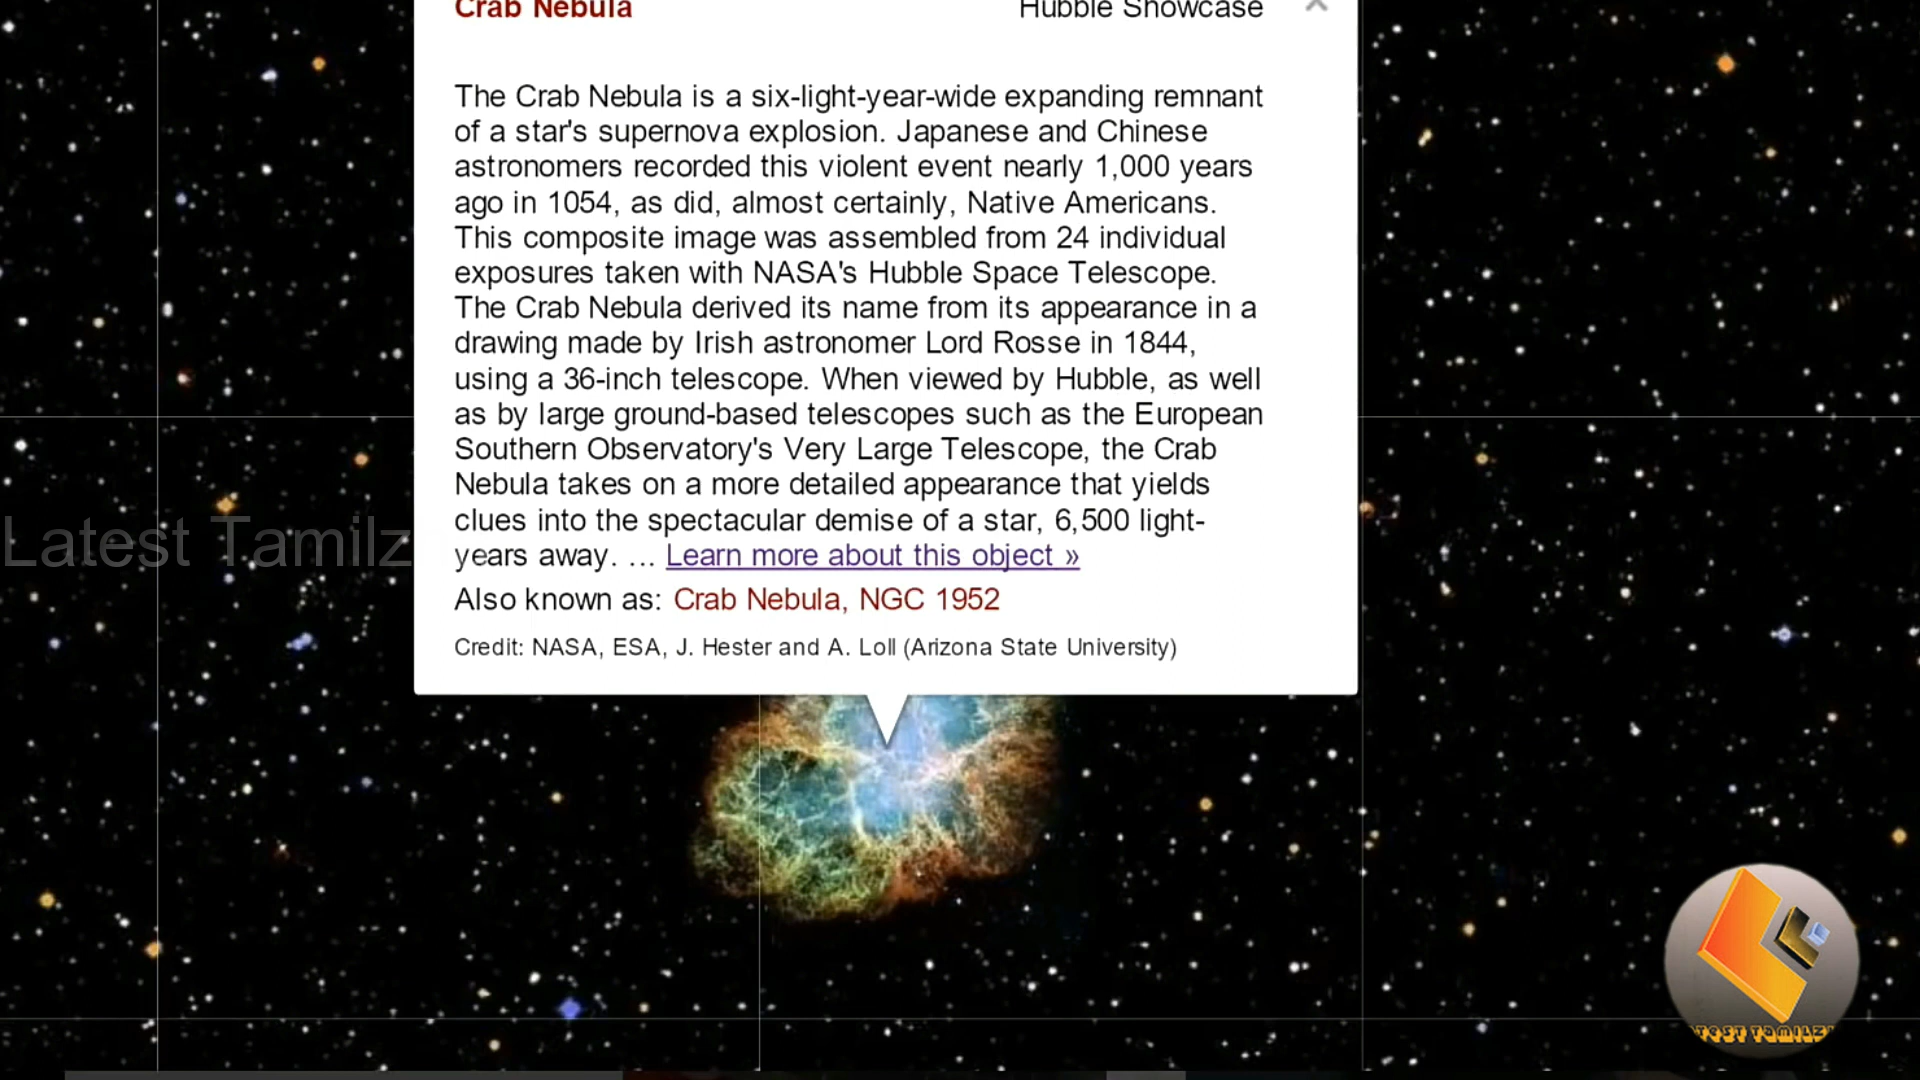 Crab Nebula
Hubble Showcase
The Crab Nebula is a six-light-year-wide expanding remnant
of a star's supernova explosion. Japanese and Chinese
astronomers recorded this violent event nearly 1,000 years
ago in 1054, as did, almost certainly, Native Americans.
This composite image was assembled from 24 individual
exposures taken with NASA's Hubble Space Telescope.
The Crab Nebula derived its name from its appearance in a
drawing made by Irish astronomer Lord Rosse in 1844,
using a 36-inch telescope. When viewed by Hubble, as well
as by large ground-based telescopes such as the European
Southern Observatory's Very Large Telescope, the Crab
Nebula takes on a more detailed appearance that yields
clues into the spectacular demise of a star, 6,500 light-
years away. ... Learn more about this object »
Also known as: Crab Nebula, NGC 1952
Credit: NASA, ESA, J. Hester and A. Loll (Arizona State University)
Latest Tamilz
TEST TAMILZ